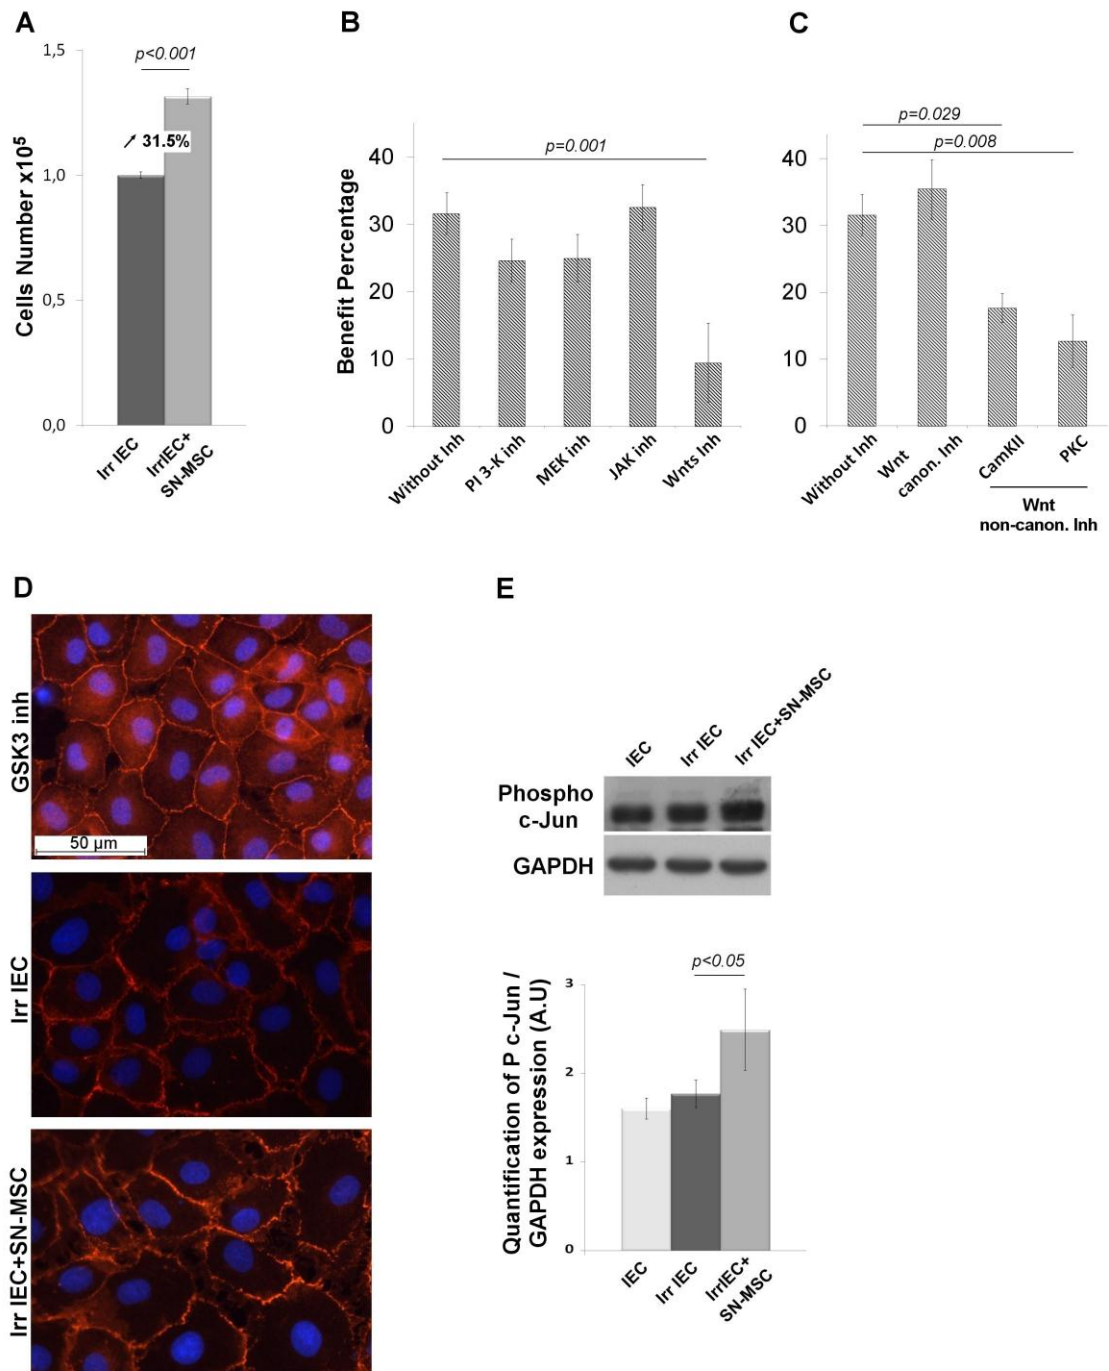 A
1,5
p<0.001
↗ 31.5%
1,0
0,5
0,0
Cells Number x10⁵
Irr IEC
IrrIEC+
SN-MSC
B
40
30
20
10
0
p=0.001
Benefit Percentage
Without Inh
PI 3-K inh
MEK inh
JAK inh
Wnts Inh
C
p=0.029
p=0.008
40
30
20
10
0
Without Inh
Wnt
canon. Inh
CamKII
PKC
Wnt
non-canon. Inh
D
GSK3 inh
50 µm
Irr IEC
Irr IEC+SN-MSC
E
IEC
Irr IEC
Irr IEC+SN-MSC
Phospho
c-Jun
GAPDH
p<0.05
3
2
1
0
Quantification of P c-Jun /
GAPDH expression (A.U)
IEC
Irr IEC
IrrIEC+
SN-MSC